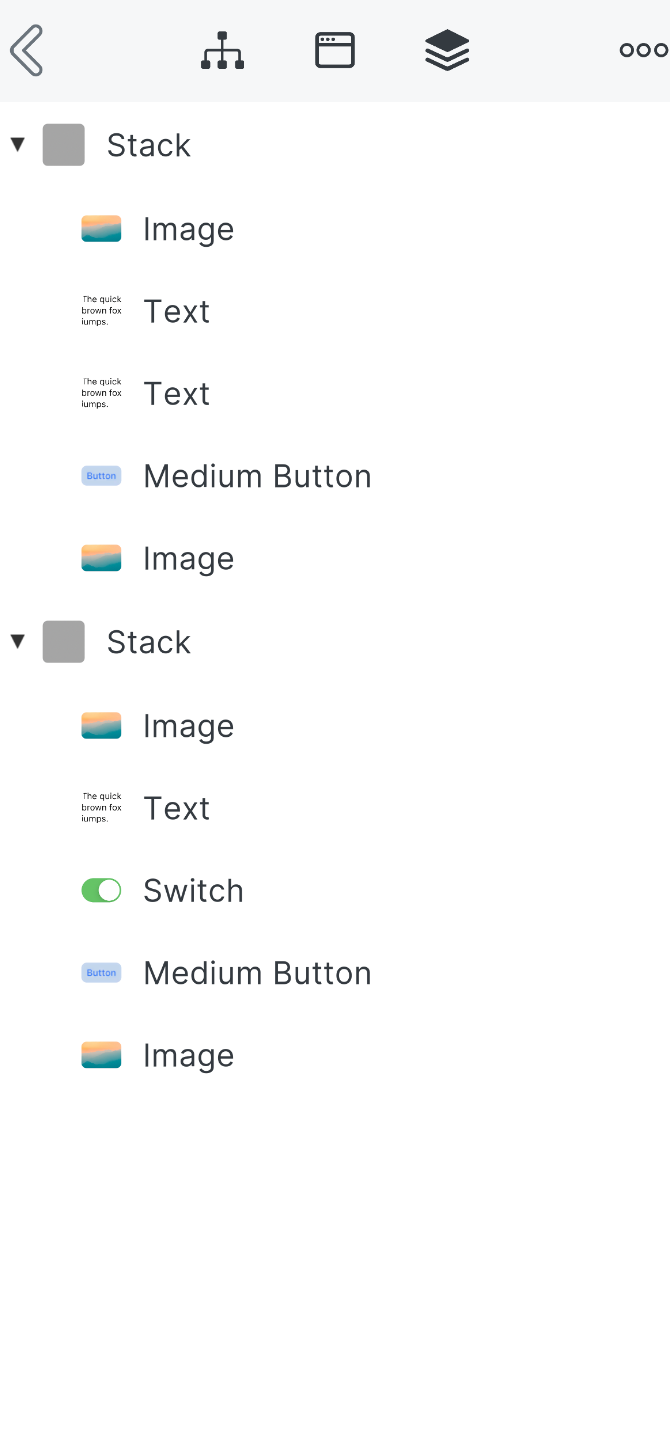 Stack
Image
The quick
brown fox
jumps.
Text
The quick
brown fox
jumps.
Text
Button
Medium Button
Image
Stack
Image
The quick
brown fox
jumps.
Text
Switch
Button
Medium Button
Image